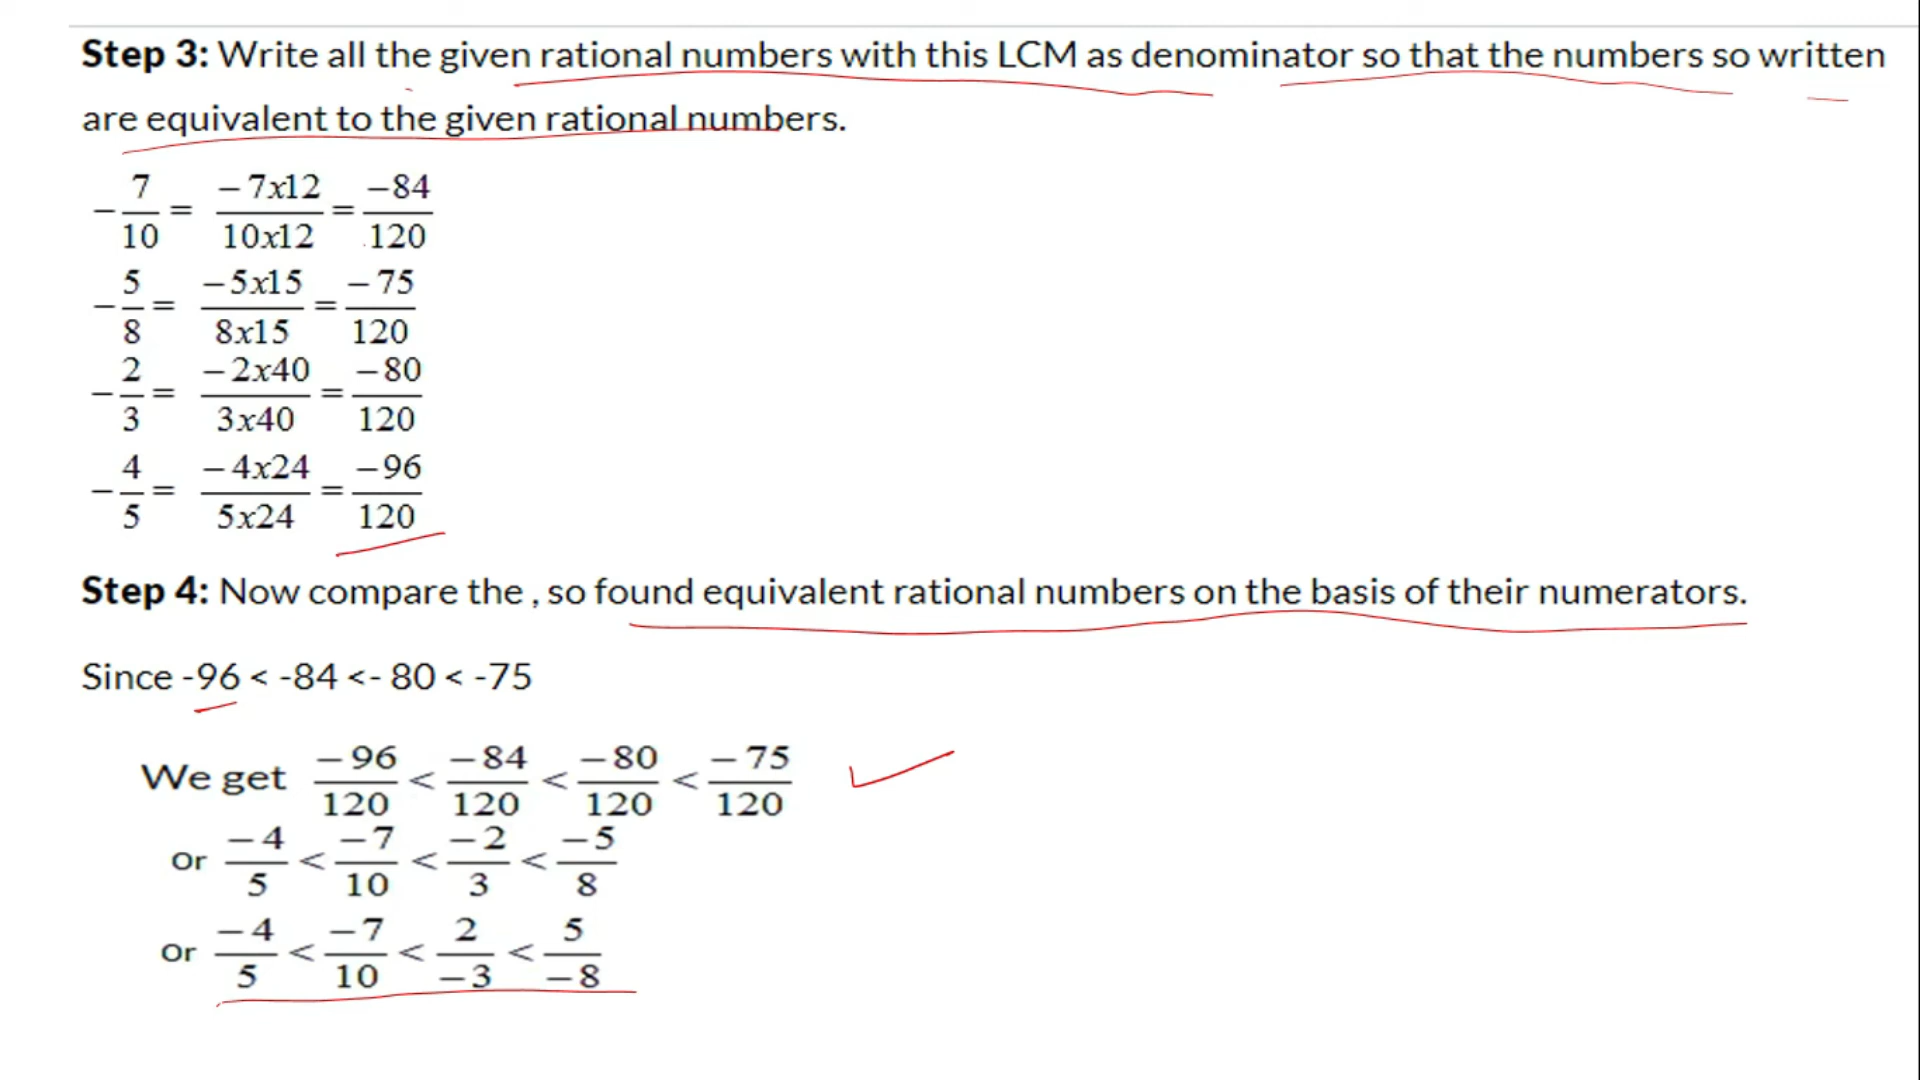 Step 3: Write all the given rational numbers with this LCM as denominator so that the numbers so written
are equivalent to the given rational numbers.
-7/10 = -7x12/10x12 = -84/120
-5/8 = -5x15/8x15 = -75/120
-2/3 = -2x40/3x40 = -80/120
-4/5 = -4x24/5x24 = -96/120
Step 4: Now compare the , so found equivalent rational numbers on the basis of their numerators.
Since -96 < -84 <- 80 < -75
We get -96/120 < -84/120 < -80/120 < -75/120
Or -4/5 < -7/10 < -2/3 < -5/8
Or -4/5 < -7/10 < 2/-3 < 5/-8